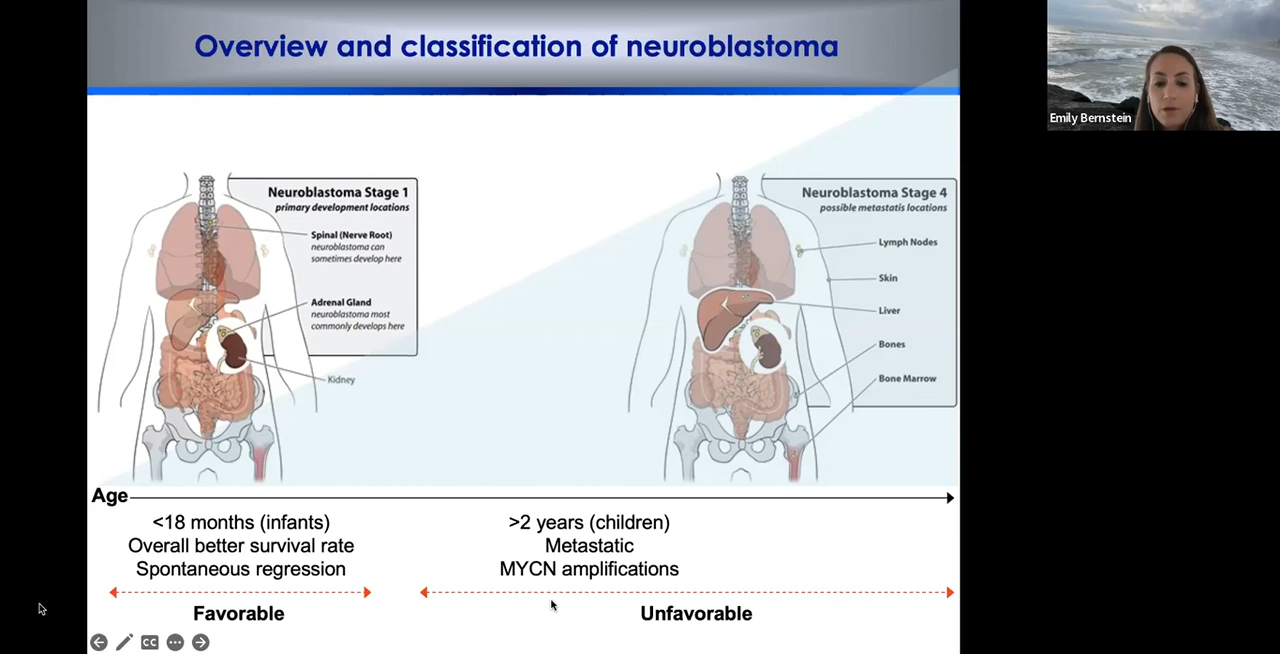 Overview and classification of neuroblastoma
Emily Bernstein
Neuroblastoma Stage 1
primary development locations
Spinal (Nerve Root)
neuroblastoma can
sometimes develop here
Adrenal Gland
neuroblastoma most
commonly develops here
Kidney
Neuroblastoma Stage 4
possible metastatis locations
Lymph Nodes
Skin
Liver
Bones
Bone Marrow
Age
<18 months (infants)
Overall better survival rate
Spontaneous regression
Favorable
>2 years (children)
Metastatic
MYCN amplifications
Unfavorable
CC